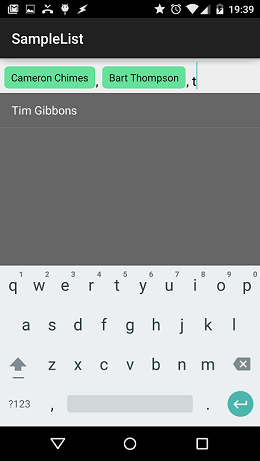 19:39
SampleList
Cameron Chimes, Bart Thompson, t
Tim Gibbons
1 2 3 4 5 6 7 8 9 0
q w e r t y u i o p
a s d f g h j k l
z x c v b n m
?123 , .